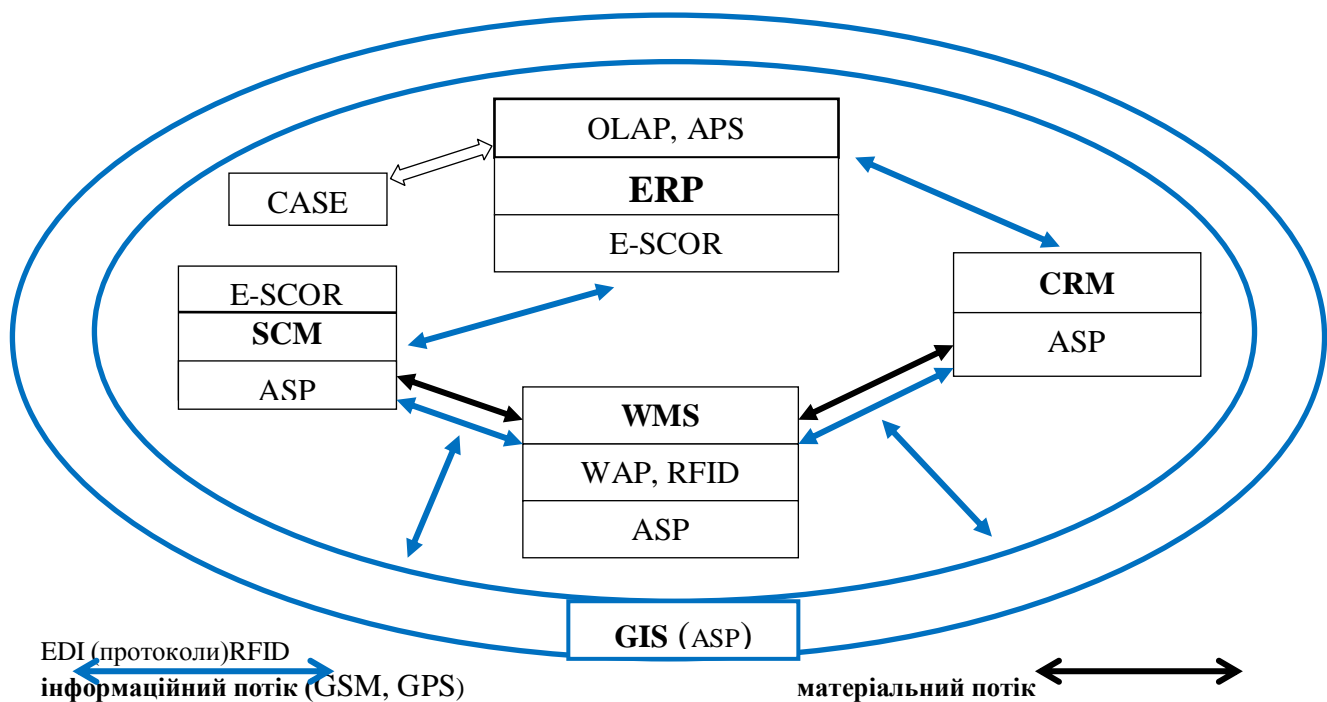 OLAP, APS
CASE
ERP
E-SCOR
E-SCOR
SCM
ASP
CRM
ASP
WMS
WAP, RFID
ASP
GIS (ASP)
EDI (протоколи)RFID
інформаційний потік (GSM, GPS)
матеріальний потік